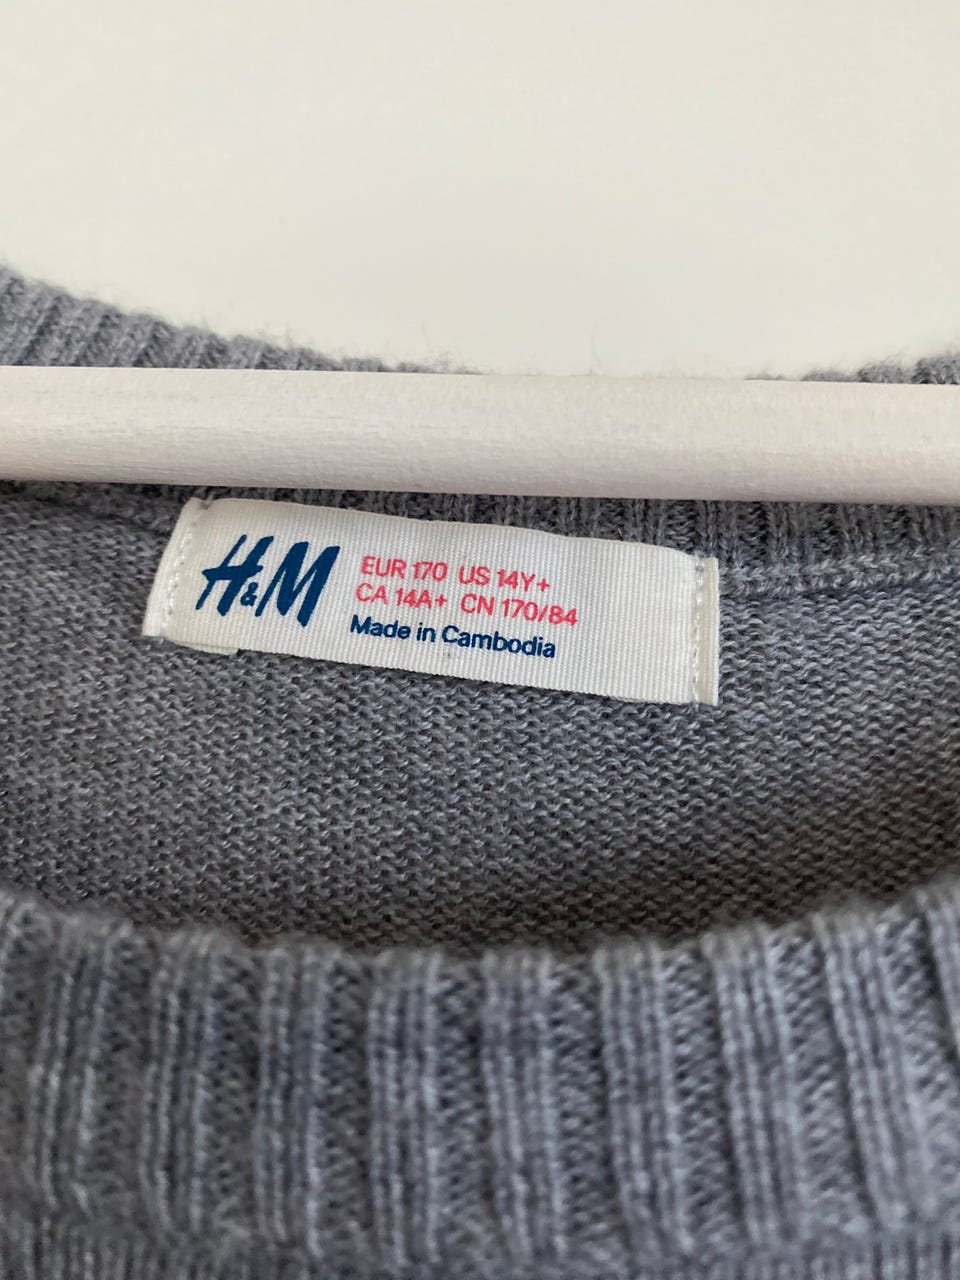 H&M
EUR 170 US 14Y+
CA 14A+ CN 170/84
Made in Cambodia